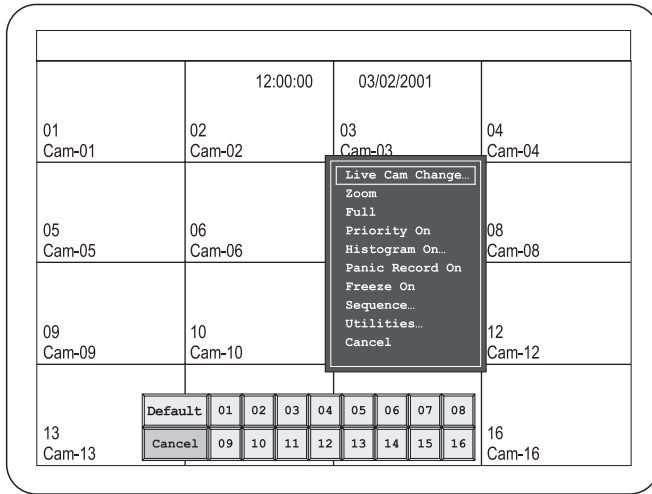 12:00:00 03/02/2001
01 02 03 04
Cam-01 Cam-02 Cam-03 Cam-04
Live Cam Change…
Zoom
Full
Priority On
Histogram On…
Panic Record On
Freeze On
Sequence…
Utilities…
Cancel
05 06 08
Cam-05 Cam-06 Cam-08
09 10 12
Cam-09 Cam-10 Cam-12
Default 01 02 03 04 05 06 07 08
Cancel 09 10 11 12 13 14 15 16
13 16
Cam-13 Cam-16